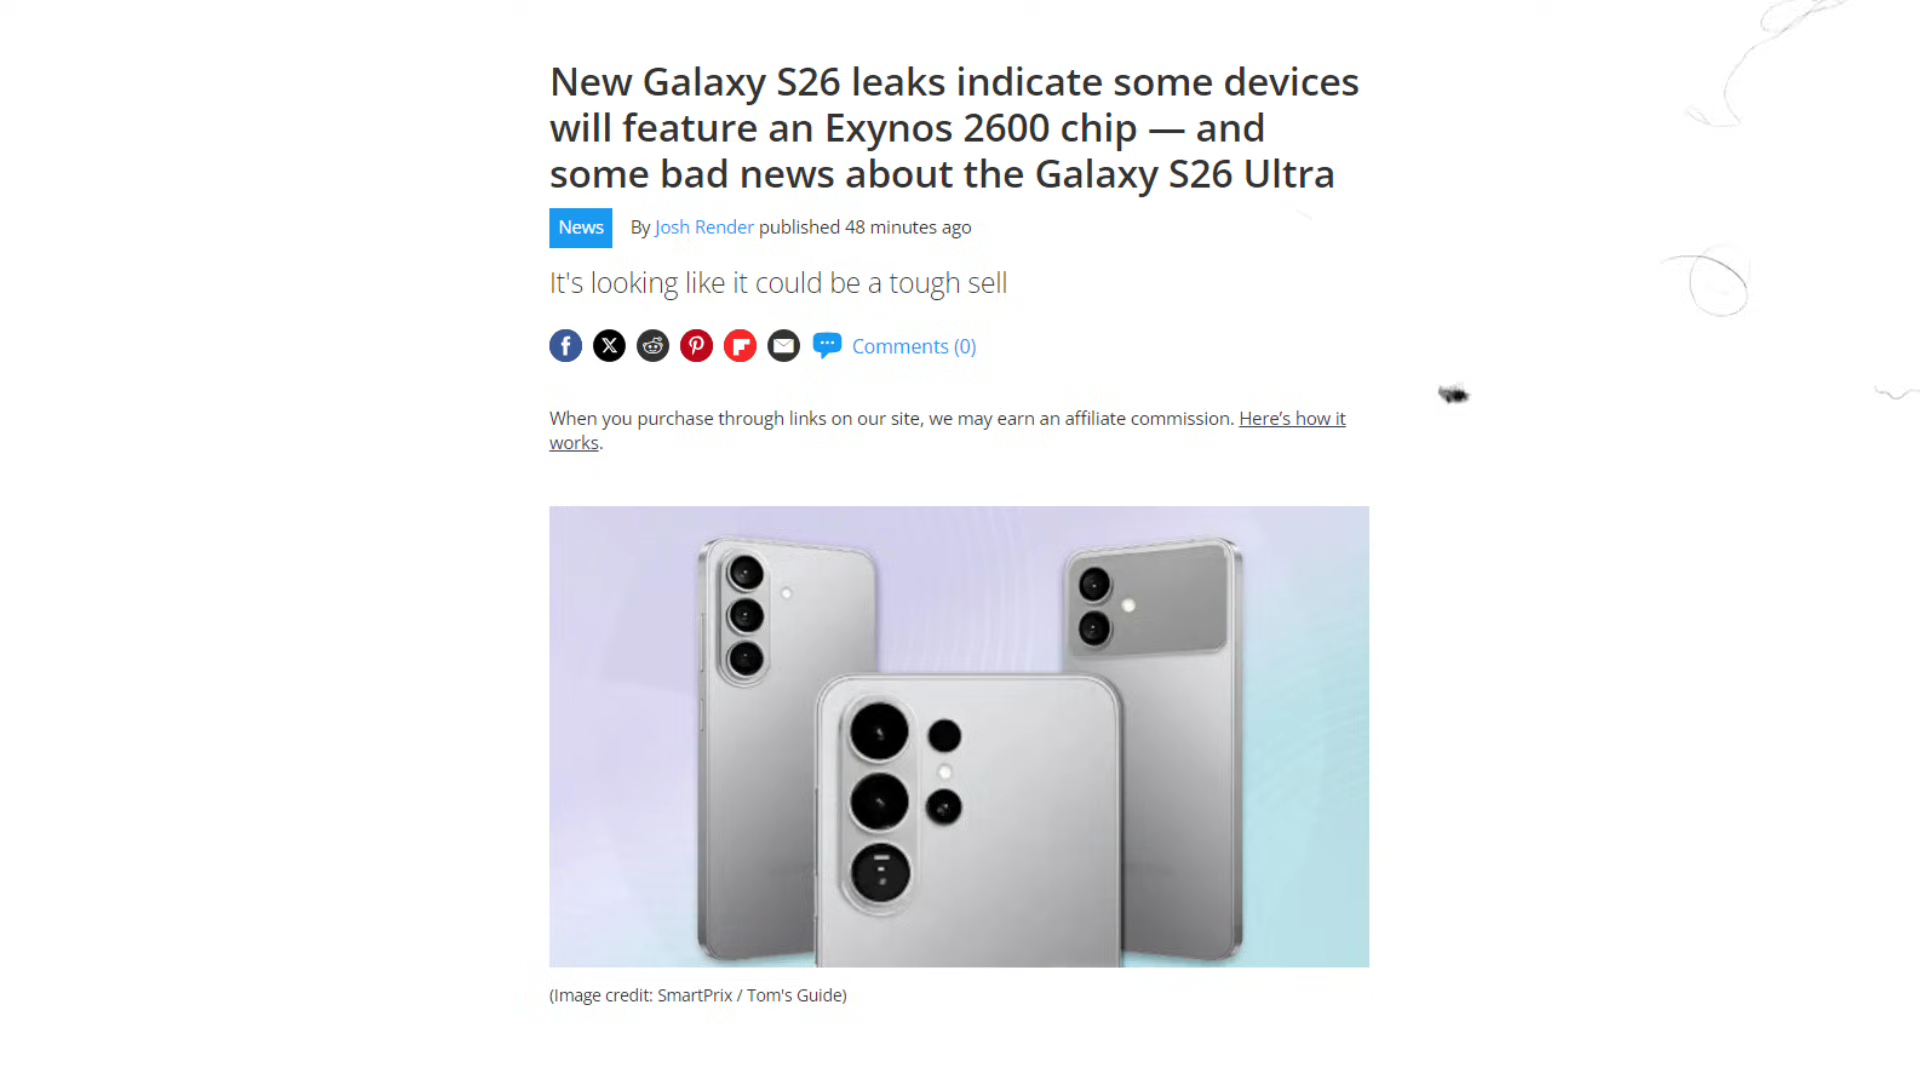 New Galaxy S26 leaks indicate some devices
will feature an Exynos 2600 chip — and
some bad news about the Galaxy S26 Ultra
News By Josh Render published 48 minutes ago
It's looking like it could be a tough sell
Comments (0)
When you purchase through links on our site, we may earn an affiliate commission. Here’s how it
works.
(Image credit: SmartPrix / Tom's Guide)